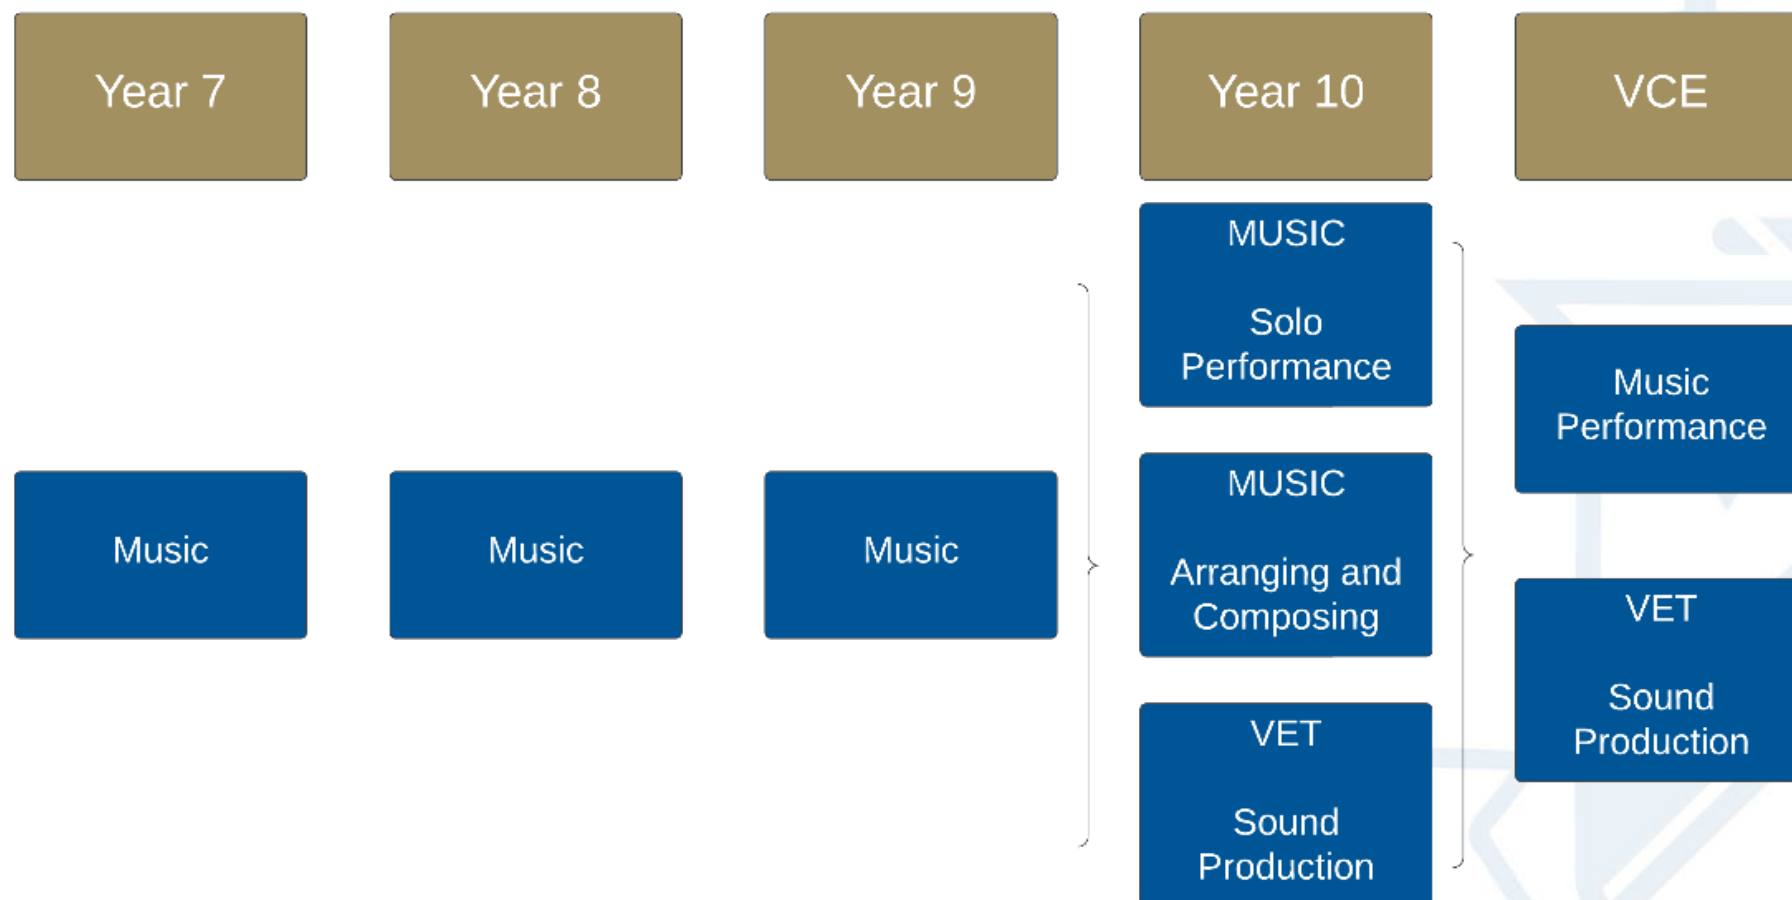 Year 7
Year 8
Year 9
Year 10
VCE
Music
Music
Music
MUSIC
Solo
Performance
MUSIC
Arranging and
Composing
VET
Sound
Production
Music
Performance
VET
Sound
Production